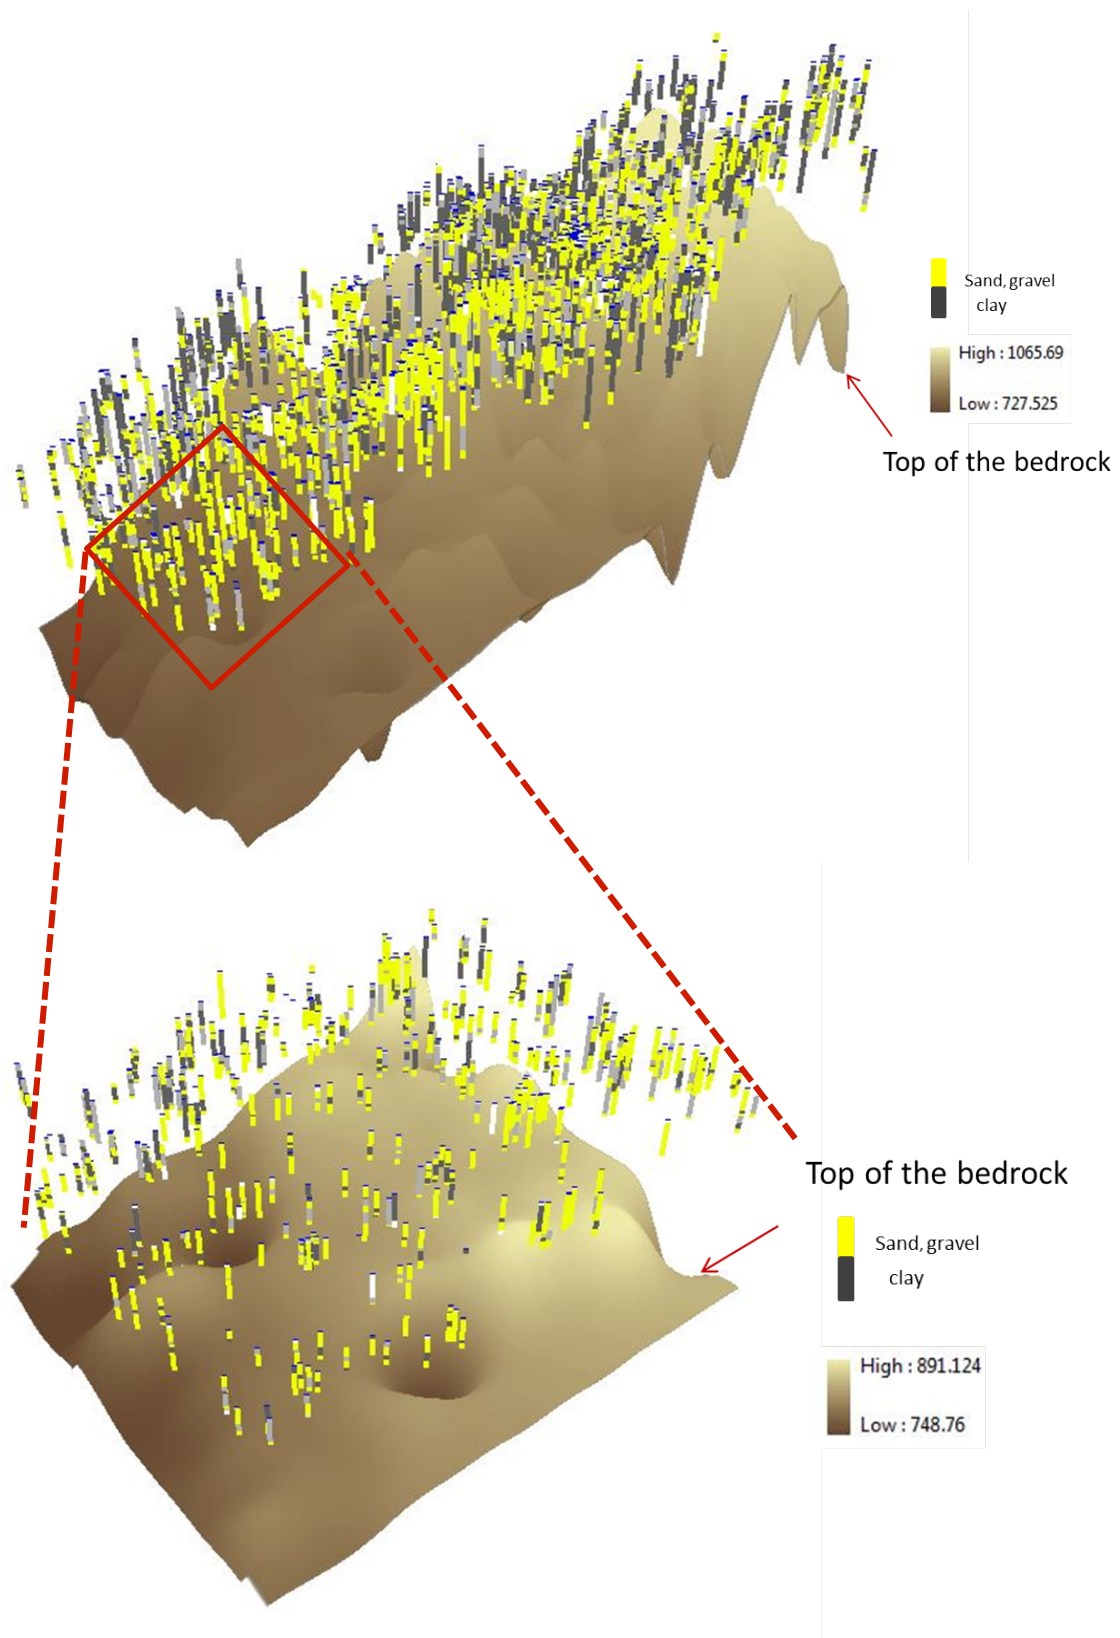 Sand, gravel
clay
High : 1065.69
Low : 727.525
Top of the bedrock
Top of the bedrock
Sand, gravel
clay
High : 891.124
Low : 748.76